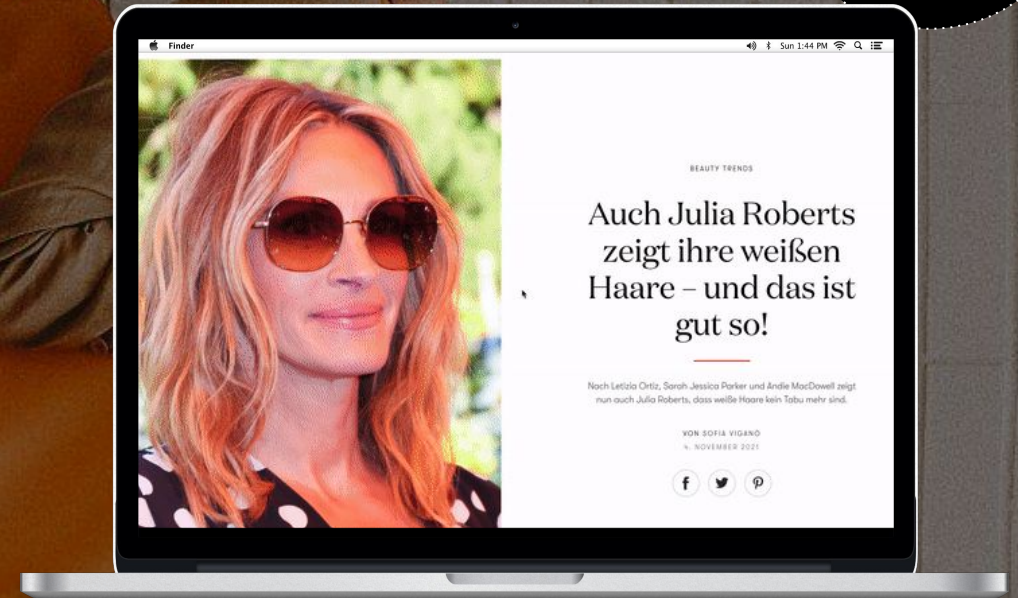 Finder
Sun 1:44 PM
BEAUTY TRENDS
Auch Julia Roberts
zeigt ihre weißen
Haare – und das ist
gut so!
Nach Letizia Ortiz, Sarah Jessica Parker und Andie MacDowell zeigt
nun auch Julia Roberts, dass weiße Haare kein Tabu mehr sind.
VON SOFIA VIGANÒ
4. NOVEMBER 2021